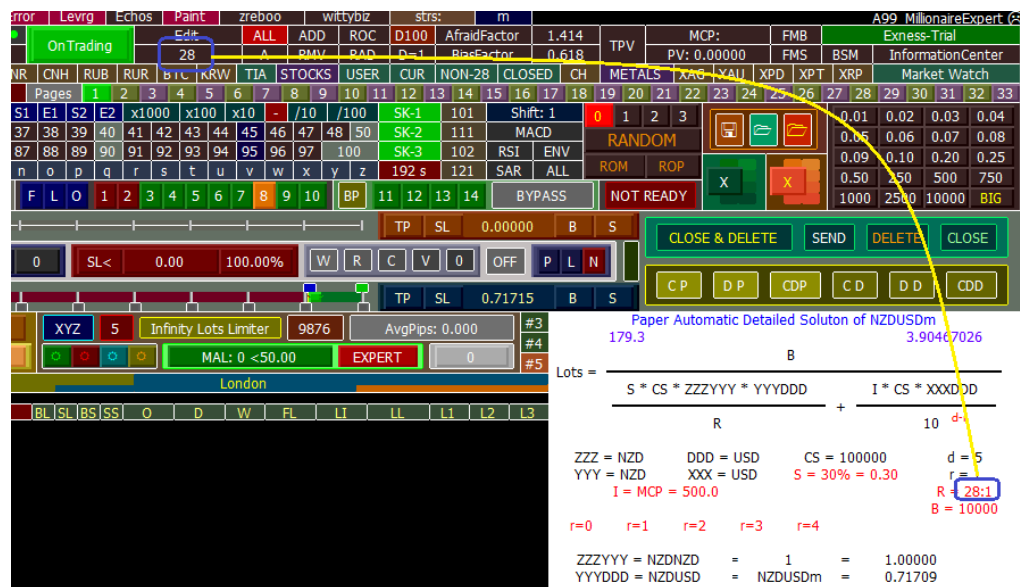 Error Levrg Echos Paint zreboo wittybiz strs: m A99 MillionaireExpert
OnTrading Edit ALL ADD ROC D100 AfraidFactor 1.414 TPV MCP: FMB Exness-Trial
28 A RMV RAD D=1 BiasFactor 0.618 PV: 0.00000 FMS BSM InformationCenter
NR CNH RUB RUR BTC KRW TIA STOCKS USER CUR NON-28 CLOSED CH METALS XAG XAU XPD XPT XRP Market Watch
Pages 1 2 3 4 5 6 7 8 9 10 11 12 13 14 15 16 17 18 19 20 21 22 23 24 25 26 27 28 29 30 31 32 33
S1 E1 S2 E2 x1000 x100 x10 - /10 /100 SK-1 101 Shift: 1 0 1 2 3 0.01 0.02 0.03 0.04
37 38 39 40 41 42 43 44 45 46 47 48 50 SK-2 111 MACD RANDOM 0.05 0.06 0.07 0.08
87 88 89 90 91 92 93 94 95 96 97 100 SK-3 102 RSI ENV 0.09 0.10 0.20 0.25
n o p q r s t u v w x y z 192 s 121 SAR ALL ROM ROP X X 0.50 250 500 750
F L O 1 2 3 4 5 6 7 8 9 10 BP 11 12 13 14 BYPASS NOT READY 1000 2500 10000 BIG
TP SL 0.00000 B S
CLOSE & DELETE SEND DELETE CLOSE
0 SL< 0.00 100.00% W R C V 0 OFF P L N
C P D P CDP C D D D CDD
TP SL 0.71715 B S
XYZ 5 Infinity Lots Limiter 9876 AvgPips: 0.000 #3
MAL: 0 <50.00 EXPERT 0 #4
#5
London
BL SL BS SS O D W FL LI LL L1 L2 L3
Paper Automatic Detailed Soluton of NZDUSDm
179.3 3.90467026
B
Lots =
S * CS * ZZZYYY * YYYDDD + I * CS * XXXDDD
R 10
ZZZ = NZD DDD = USD CS = 100000 d = 5
YYY = NZD XXX = USD S = 30% = 0.30 r =
I = MCP = 500.0 R = 28:1
B = 10000
r=0 r=1 r=2 r=3 r=4
ZZZYYY = NZDNZD = 1 = 1.00000
YYYDDD = NZDUSD = NZDUSDm = 0.71709